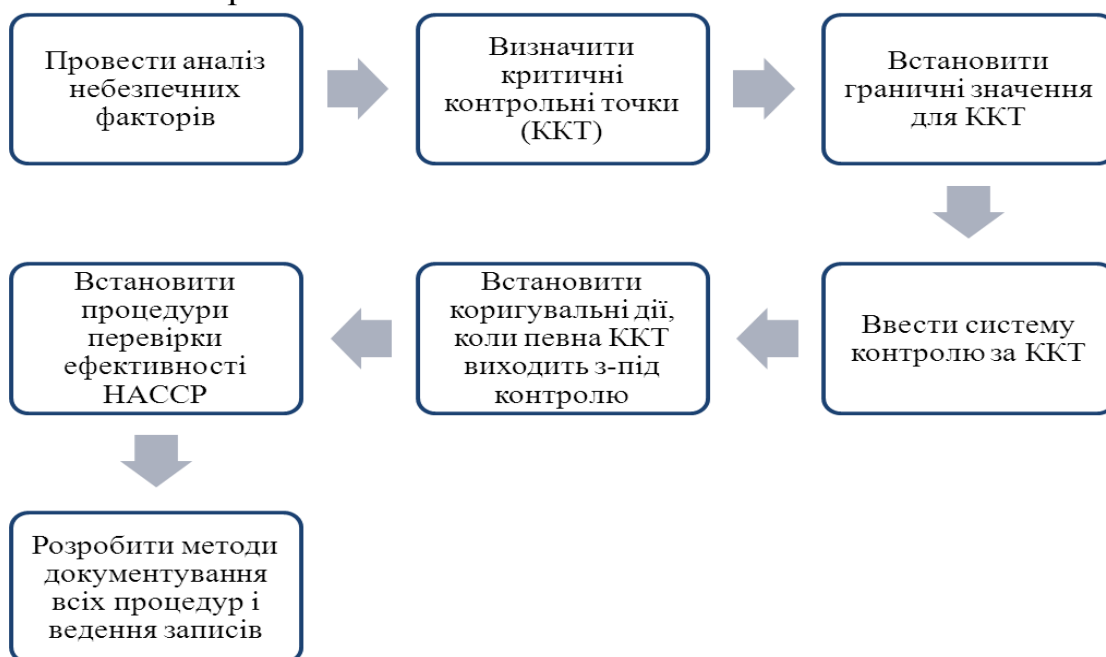 Провести аналіз
небезпечних
факторів
Визначити
критичні
контрольні точки
(ККТ)
Встановити
граничні значення
для ККТ
Ввести систему
контролю за ККТ
Встановити
коригувальні дії,
коли певна ККТ
виходить з-під
контролю
Встановити
процедури
перевірки
ефективності
НАССР
Розробити методи
документування
всіх процедур і
ведення записів